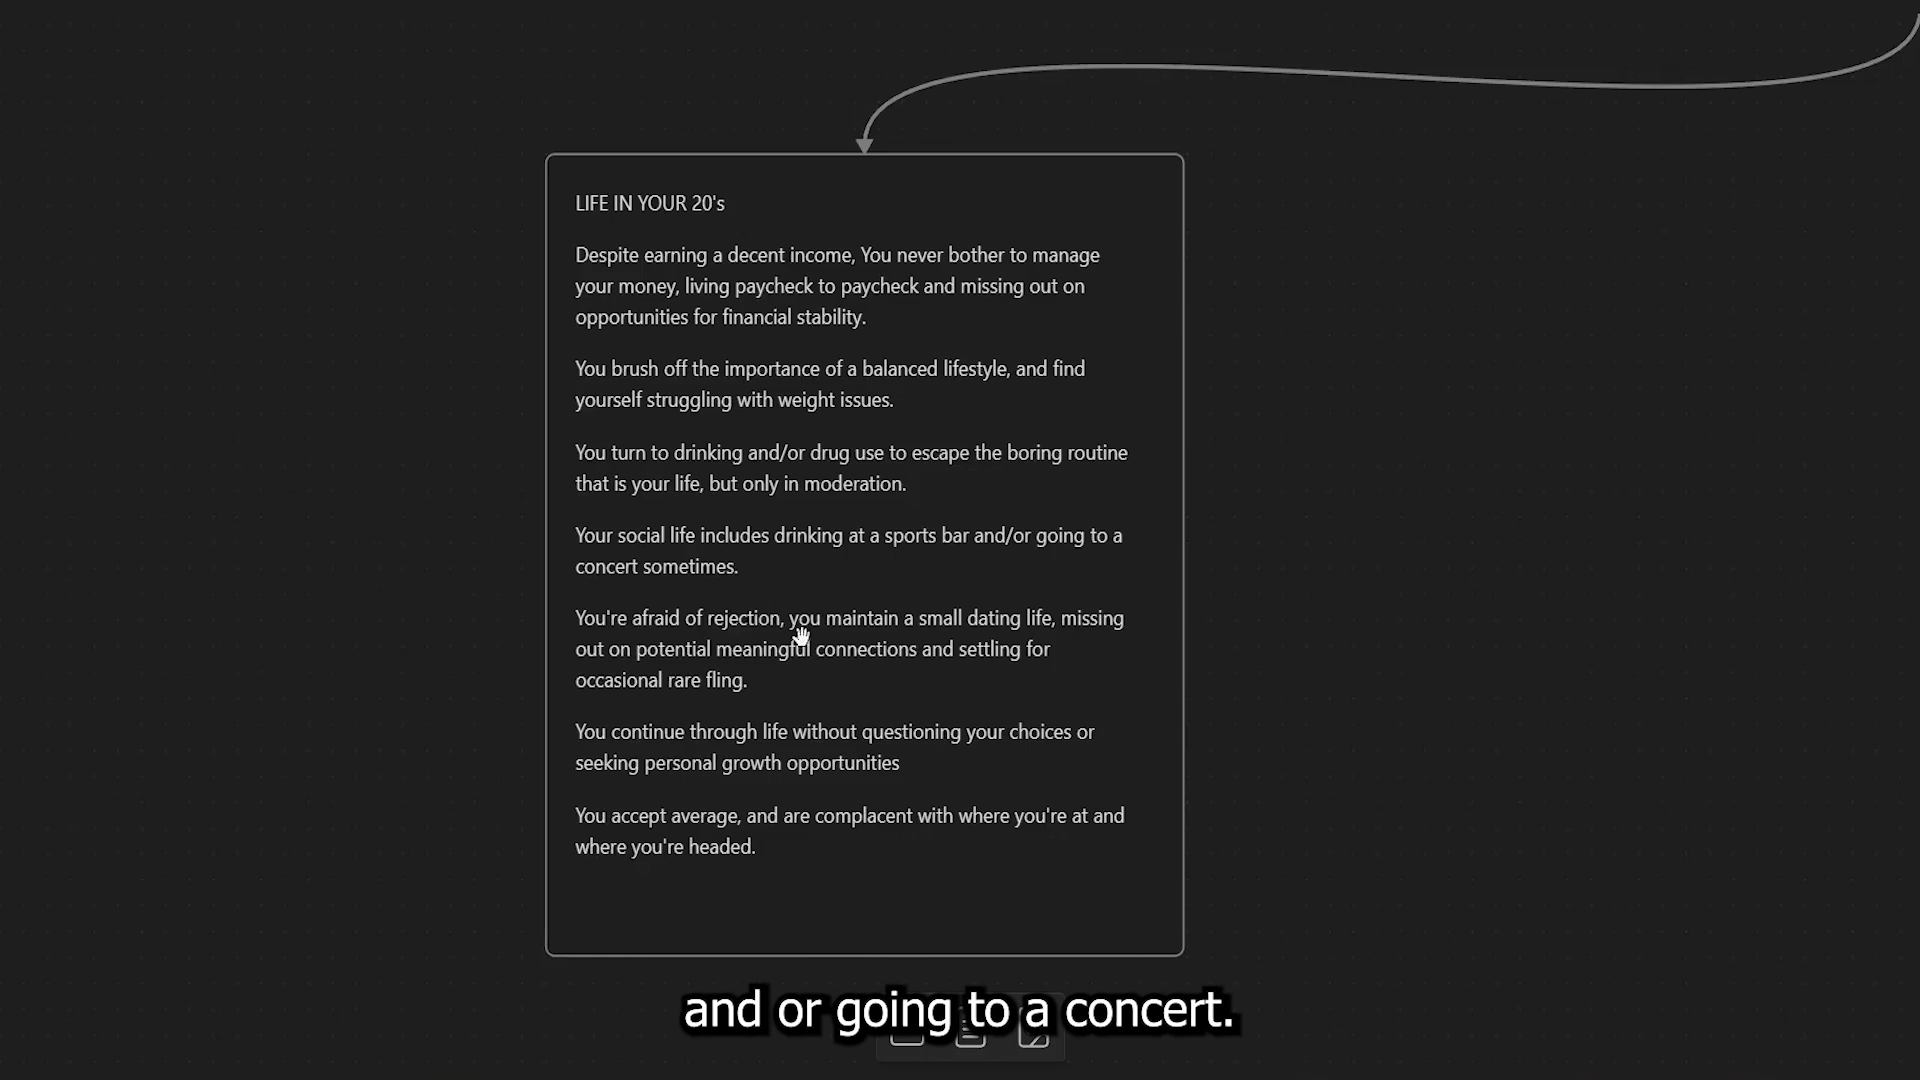 LIFE IN YOUR 20's
Despite earning a decent income, You never bother to manage
your money, living paycheck to paycheck and missing out on
opportunities for financial stability.
You brush off the importance of a balanced lifestyle, and find
yourself struggling with weight issues.
You turn to drinking and/or drug use to escape the boring routine
that is your life, but only in moderation.
Your social life includes drinking at a sports bar and/or going to a
concert sometimes.
You're afraid of rejection, you maintain a small dating life, missing
out on potential meaningful connections and settling for
occasional rare fling.
You continue through life without questioning your choices or
seeking personal growth opportunities
You accept average, and are complacent with where you're at and
where you're headed.
and or going to a concert.